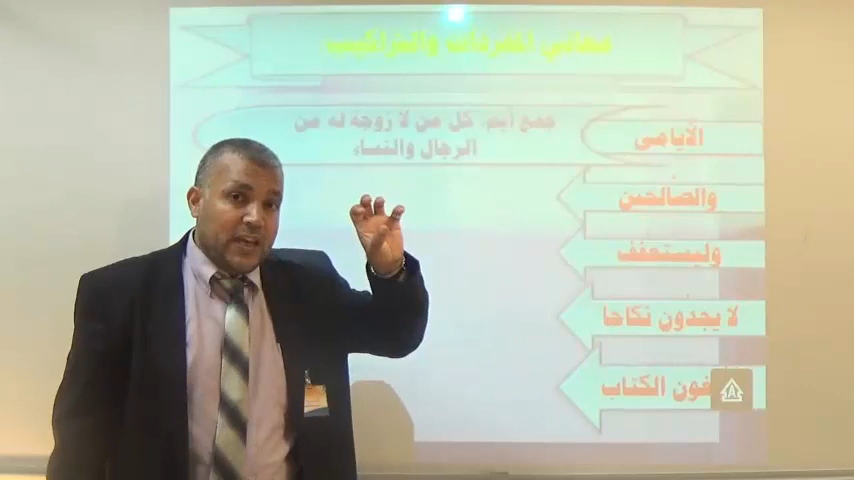 معاني المفردات والتراكيب
الأيامى
جمع أيم، كل من لا زوجة له من
الرجال والنساء
والصالحين
وليستعفف
لا يجدون نكاحا
الكتاب